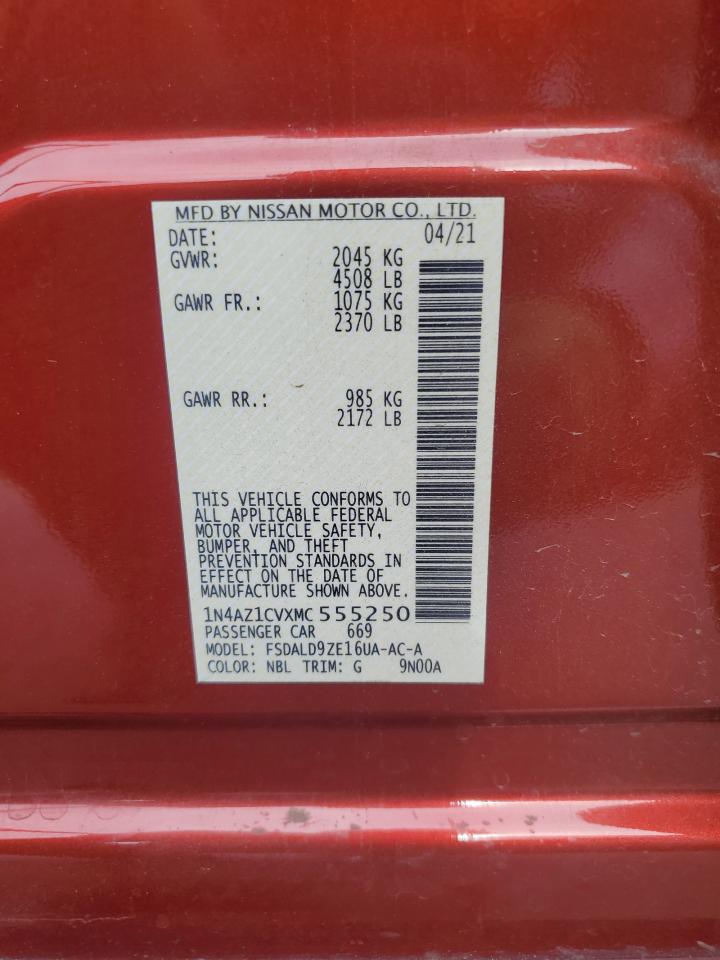 MFD BY NISSAN MOTOR CO., LTD.
DATE: 04/21
GVWR: 2045 KG
4508 LB
GAWR FR.: 1075 KG
2370 LB
GAWR RR.: 985 KG
2172 LB
THIS VEHICLE CONFORMS TO
ALL APPLICABLE FEDERAL
MOTOR VEHICLE SAFETY,
BUMPER, AND THEFT
PREVENTION STANDARDS IN
EFFECT ON THE DATE OF
MANUFACTURE SHOWN ABOVE.
1N4AZ1CVXMC 555250
PASSENGER CAR 669
MODEL: FSDALD9ZE16UA-AC-A
COLOR: NBL TRIM: G 9N00A